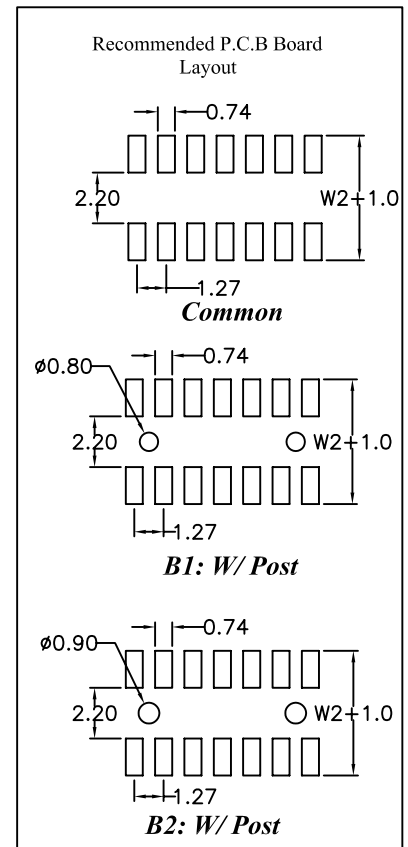 Recommended P.C.B Board
Layout
0.74
2.20
W2+1.0
1.27
Common
0.74
ø0.80
2.20
W2+1.0
1.27
B1: W/ Post
0.74
ø0.90
2.20
W2+1.0
1.27
B2: W/ Post